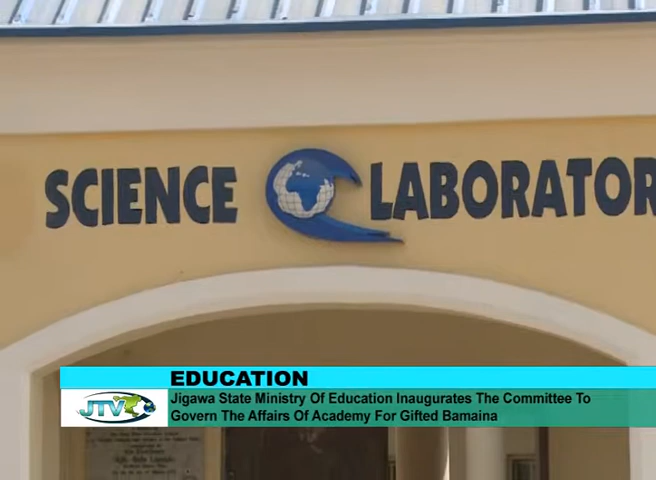 SCIENCE LABORATOR
EDUCATION
Jigawa State Ministry Of Education Inaugurates The Committee To
Govern The Affairs Of Academy For Gifted Bamaina
JTV